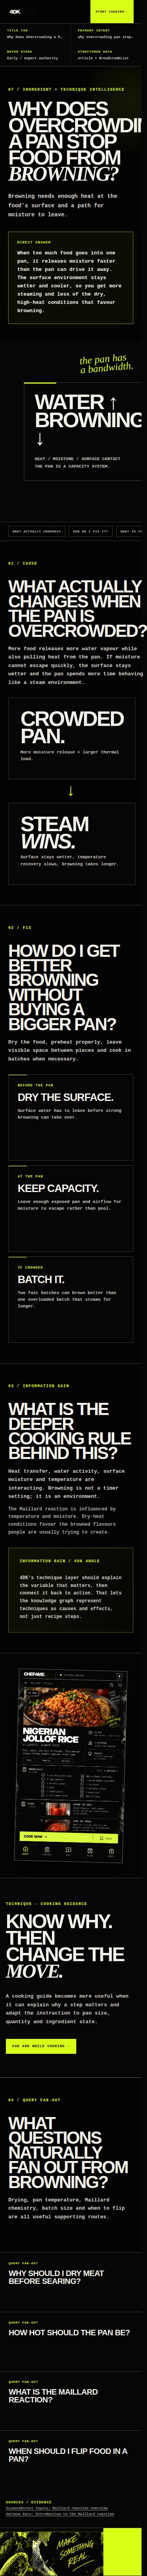 4DK
START COOKING
TITLE TAG
Why Does Overcrowding a P…
PRIMARY INTENT
why overcrowding pan stop…
BUYER STAGE
Early / expert authority
STRUCTURED DATA
Article + BreadcrumbList
07 / INGREDIENT + TECHNIQUE INTELLIGENCE
WHY DOES
OVERCROWDIN
A PAN STOP
FOOD FROM
BROWNING?
Browning needs enough heat at the
food's surface and a path for
moisture to leave.
DIRECT ANSWER
When too much food goes into one
pan, it releases moisture faster
than the pan can drive it away.
The surface stays
wetter and cooler, so you get more
steaming and less of the dry,
high-heat conditions that favour
browning.
the pan has
a bandwidth.
WATER ↑
BROWNING
↓
HEAT / MOISTURE / SURFACE CONTACT
THE PAN IS A CAPACITY SYSTEM.
WHAT ACTUALLY CHANGES?
HOW DO I FIX IT?
WHAT IS TH
01 / CAUSE
WHAT ACTUALLY
CHANGES WHEN
THE PAN IS
OVERCROWDED?
More food releases more water vapour while
also pulling heat from the pan. If moisture
cannot escape quickly, the surface stays
wetter and the pan spends more time behaving
like a steam environment.
CROWDED
PAN.
More moisture release + larger thermal
load.
↓
STEAM
WINS.
Surface stays wetter, temperature
recovery slows, browning takes longer.
02 / FIX
HOW DO I GET
BETTER
BROWNING
WITHOUT
BUYING A
BIGGER PAN?
Dry the food, preheat properly, leave
visible space between pieces and cook in
batches when necessary.
BEFORE THE PAN
DRY THE SURFACE.
Surface water has to leave before strong
browning can take over.
AT THE PAN
KEEP CAPACITY.
Leave enough exposed pan and airflow for
moisture to escape rather than pool.
IF CROWDED
BATCH IT.
Two fast batches can brown better than
one overloaded batch that steams for
longer.
03 / INFORMATION GAIN
WHAT IS THE
DEEPER
COOKING RULE
BEHIND THIS?
Heat transfer, water activity, surface
moisture and temperature are
interacting. Browning is not a timer
setting; it is an environment.
The Maillard reaction is influenced by
temperature and moisture. Dry-heat
conditions favour the browned flavours
people are usually trying to create.
INFORMATION GAIN / 4DK ANGLE
4DK's technique layer should explain
the variable that matters, then
connect it back to action. That lets
the knowledge graph represent
techniques as causes and effects,
not just recipe steps.
CHEFAME.
NIGERIAN
JOLLOF RICE
COOK NOW
TECHNIQUE → COOKING GUIDANCE
KNOW WHY.
THEN
CHANGE THE
MOVE.
A cooking guide becomes more useful when
it can explain why a step matters and
adapt the instruction to pan size,
quantity and ingredient state.
ASK 4DK WHILE COOKING →
04 / QUERY FAN-OUT
WHAT
QUESTIONS
NATURALLY
FAN OUT FROM
BROWNING?
Drying, pan temperature, Maillard
chemistry, batch size and when to flip
are all useful supporting routes.
QUERY FAN-OUT
WHY SHOULD I DRY MEAT
BEFORE SEARING?
QUERY FAN-OUT
HOW HOT SHOULD THE PAN BE?
QUERY FAN-OUT
WHAT IS THE MAILLARD
REACTION?
QUERY FAN-OUT
WHEN SHOULD I FLIP FOOD IN A
PAN?
SOURCES / EVIDENCE
ScienceDirect Topics: Maillard reaction overview
Serious Eats: Introduction to the Maillard reaction
MAKE
SOMETHING
REAL.